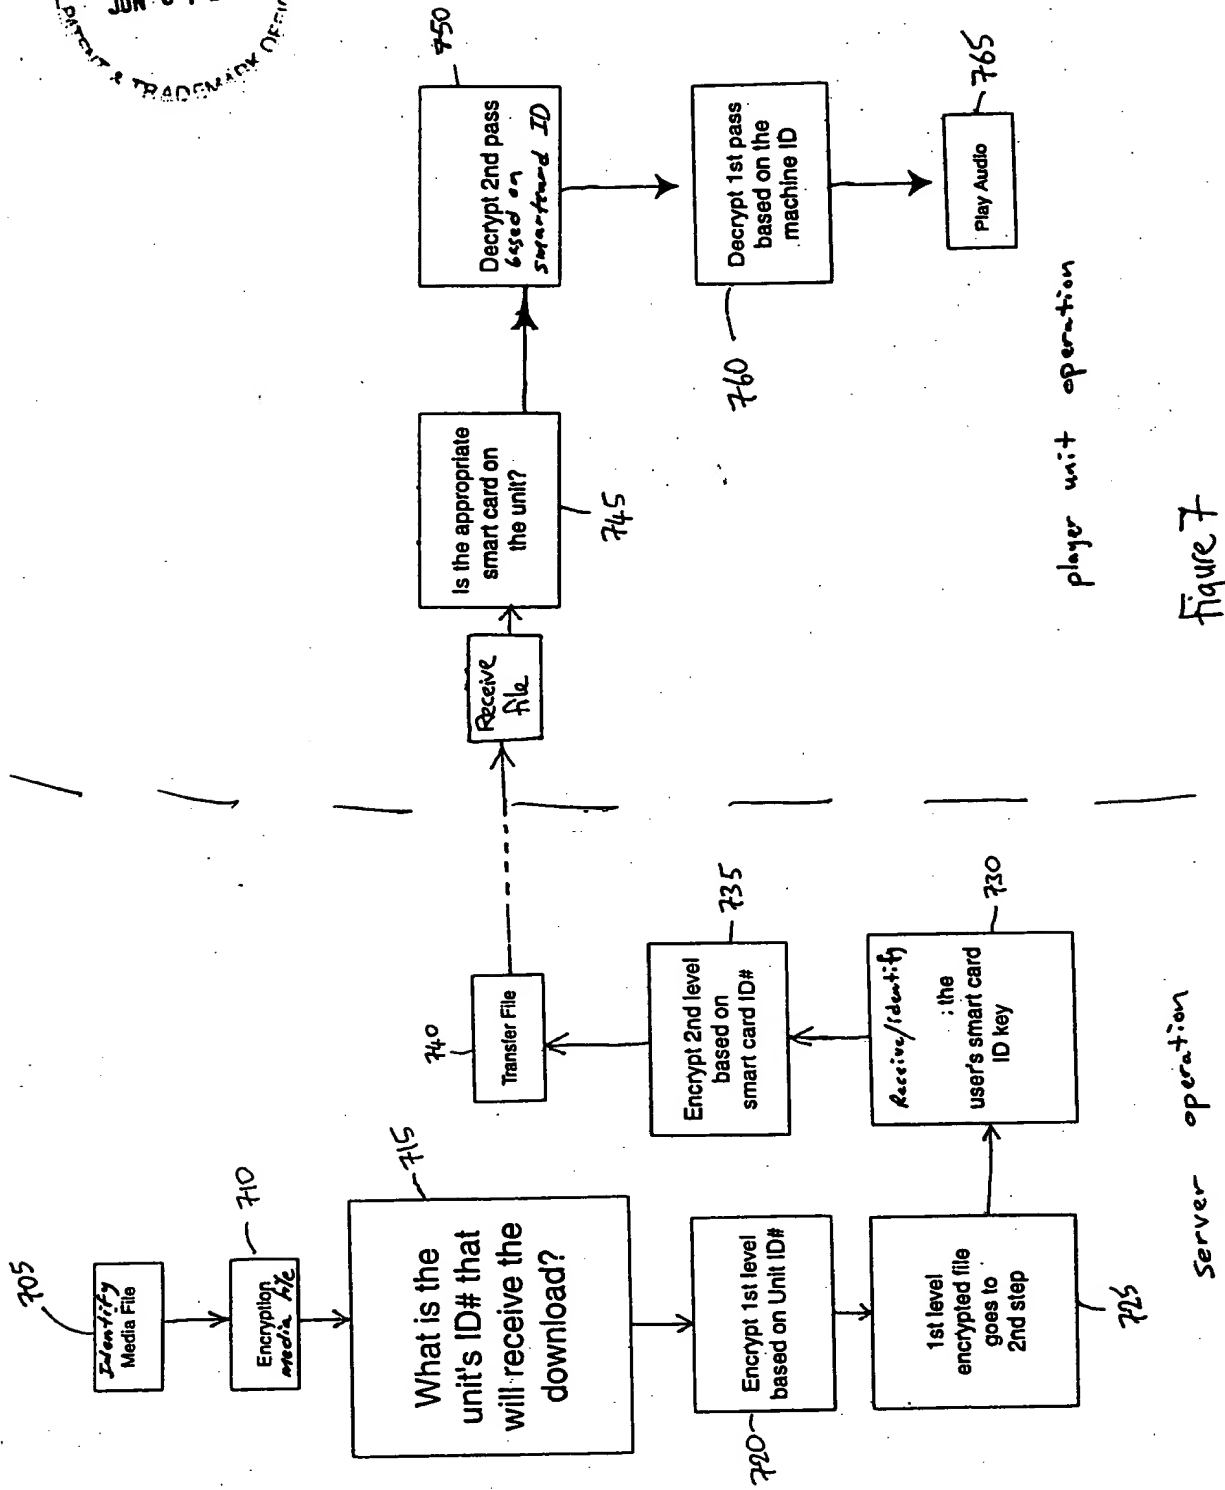 JUN
PATENT & TRADEMARK
705
Identify
Media File
710
Encryption
media file
715
What is the
unit's ID# that
will receive the
download?
720
Encrypt 1st level
based on Unit ID#
1st level
encrypted file
goes to
2nd step
725
Receive/identify
: the
user's smart card
ID key
730
Encrypt 2nd level
based on
smart card ID#
735
740
Transfer File
server operation
Receive
file
Is the appropriate
smart card on
the unit?
745
750
Decrypt 2nd pass
based on
smartcard ID
760
Decrypt 1st pass
based on the
machine ID
Play Audio
765
player unit operation
Figure 7